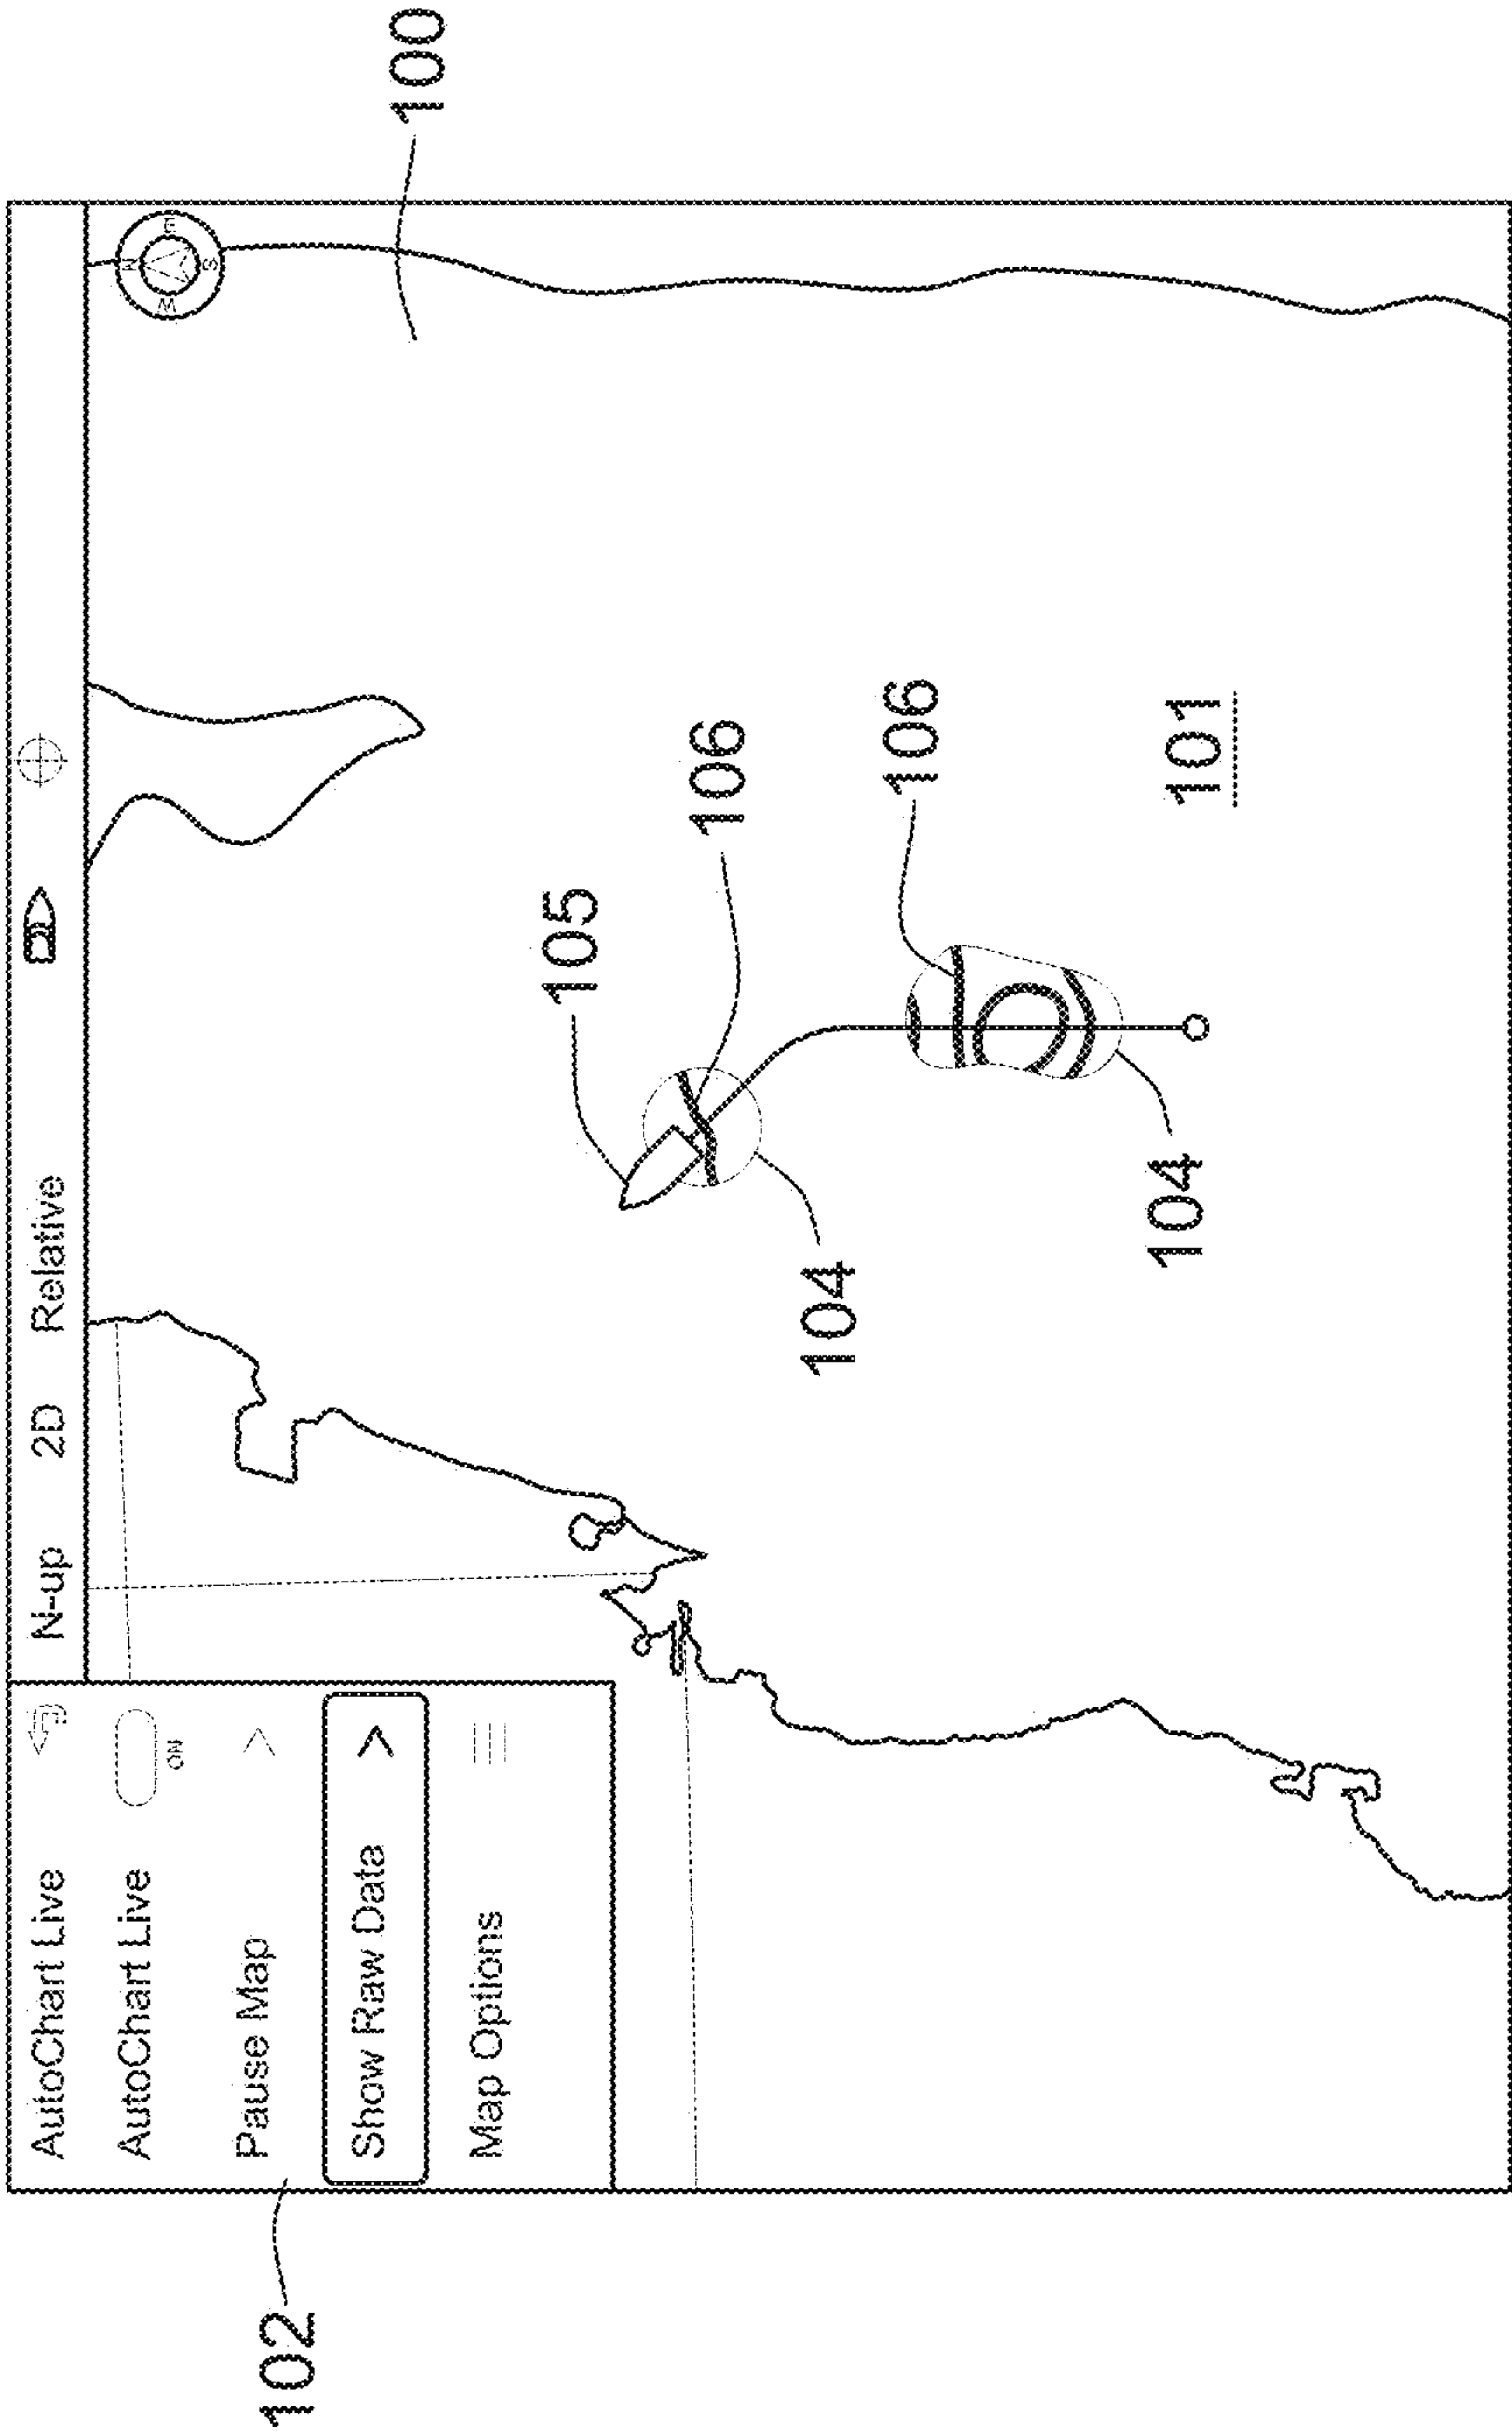 AutoChart Live N-up 2D Relative
AutoChart Live
ON
Pause Map
Show Raw Data
Map Options
N
W E
S
102
100
105
106
106
104
104
101